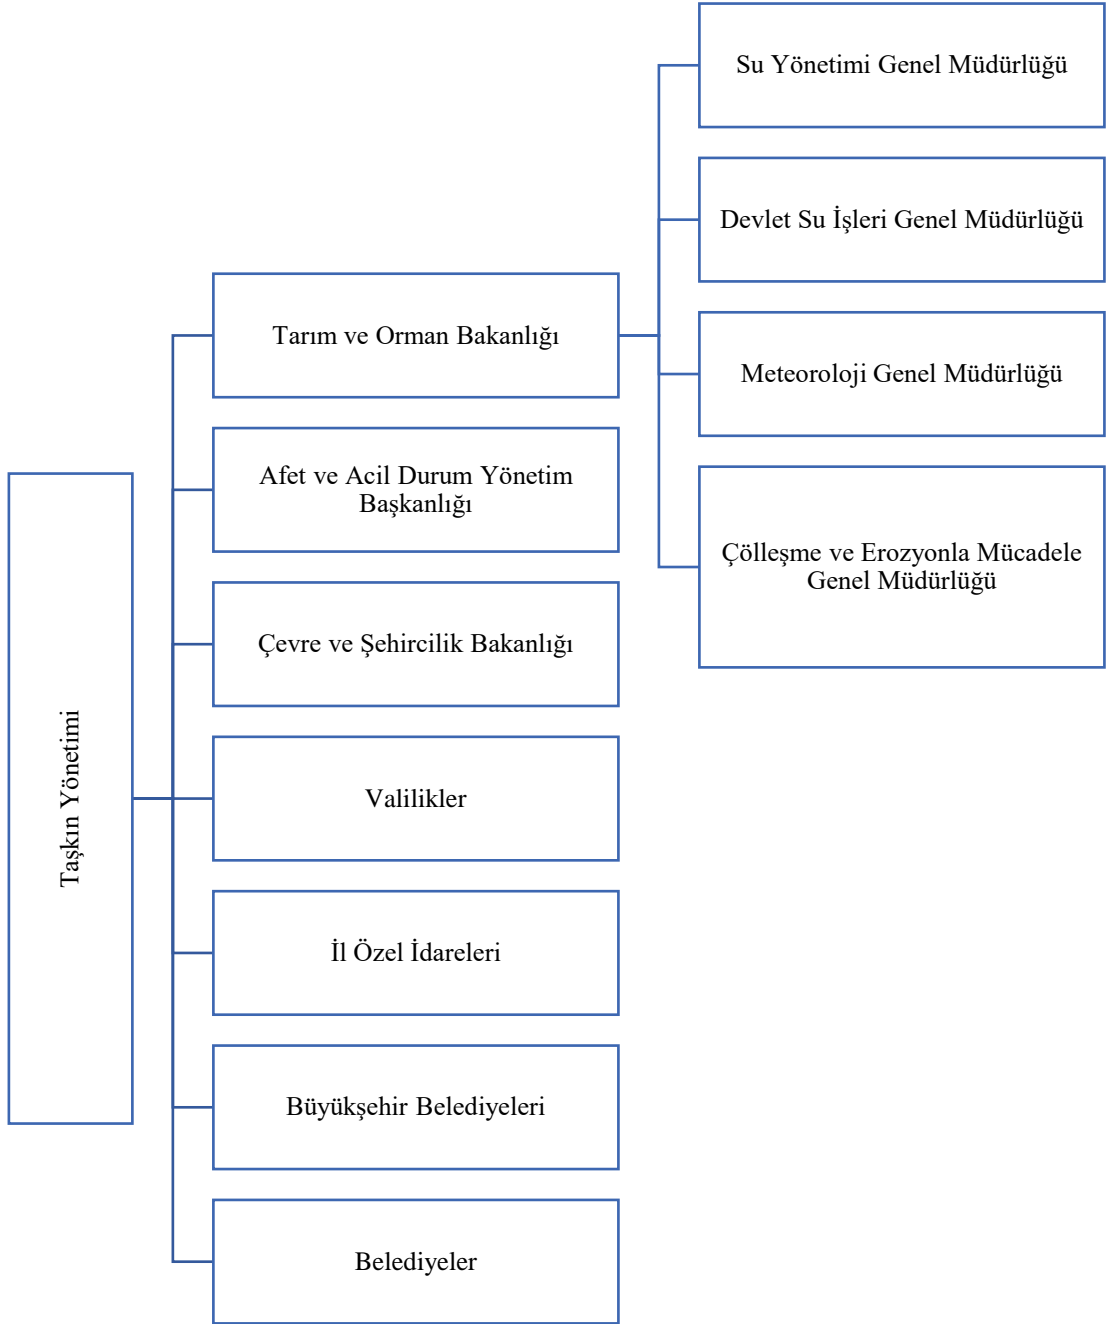 Taşkın Yönetimi
Tarım ve Orman Bakanlığı
Su Yönetimi Genel Müdürlüğü
Devlet Su İşleri Genel Müdürlüğü
Meteoroloji Genel Müdürlüğü
Çölleşme ve Erozyonla Mücadele
Genel Müdürlüğü
Afet ve Acil Durum Yönetim
Başkanlığı
Çevre ve Şehircilik Bakanlığı
Valilikler
İl Özel İdareleri
Büyükşehir Belediyeleri
Belediyeler